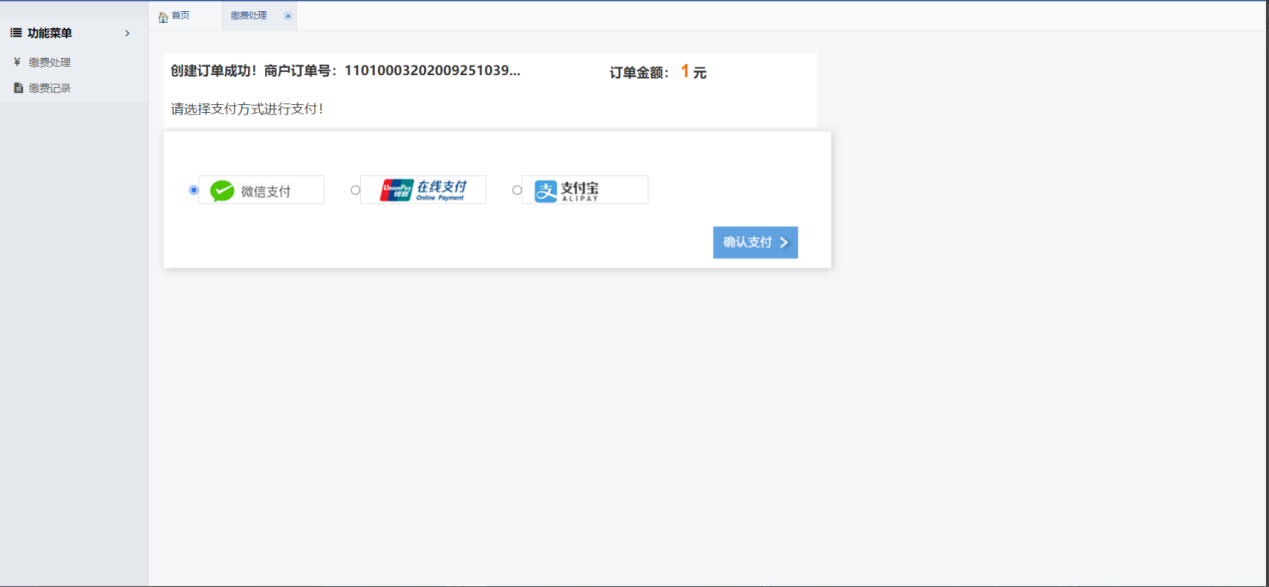 首页
缴费处理
功能菜单
缴费处理
缴费记录
创建订单成功！商户订单号：11010003202009251039...
订单金额：1元
请选择支付方式进行支付！
微信支付
UnionPay 银联 在线支付 Online Payment
支 支付宝 ALIPAY
确认支付